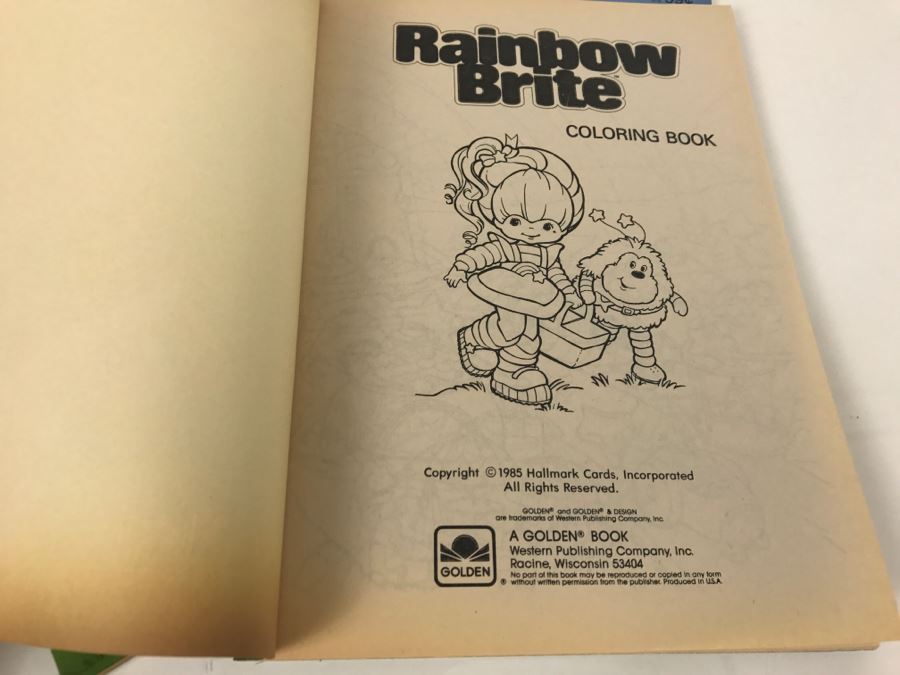 Rainbow
Brite™
COLORING BOOK
Copyright ©1985 Hallmark Cards, Incorporated
All Rights Reserved.
GOLDEN® and GOLDEN® & DESIGN
are trademarks of Western Publishing Company, Inc.
GOLDEN
®
A GOLDEN® BOOK
Western Publishing Company, Inc.
Racine, Wisconsin 53404
No part of this book may be reproduced or copied in any form
without written permission from the publisher. Produced in U.S.A.